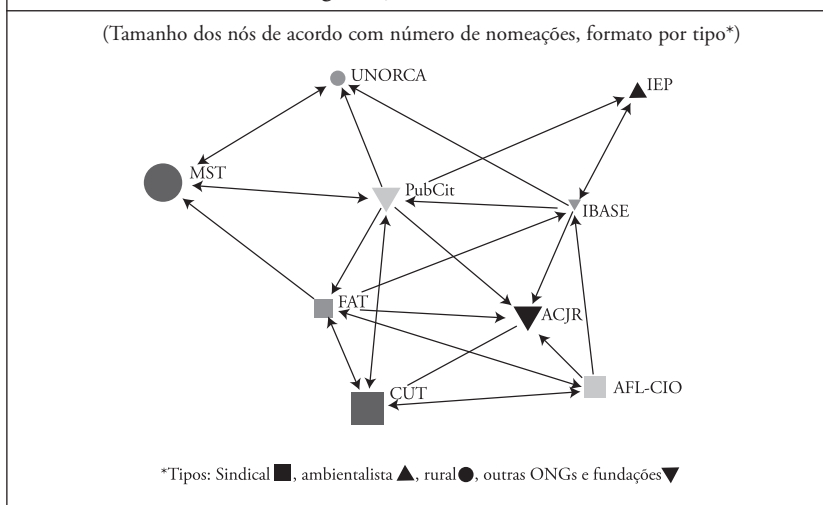 (Tamanho dos nós de acordo com número de nomeações, formato por tipo*)
UNORCA
IEP
MST
PubCit
IBASE
FAT
ACJR
AFL-CIO
CUT
*Tipos: Sindical ■, ambientalista ▲, rural●, outras ONGs e fundações▼